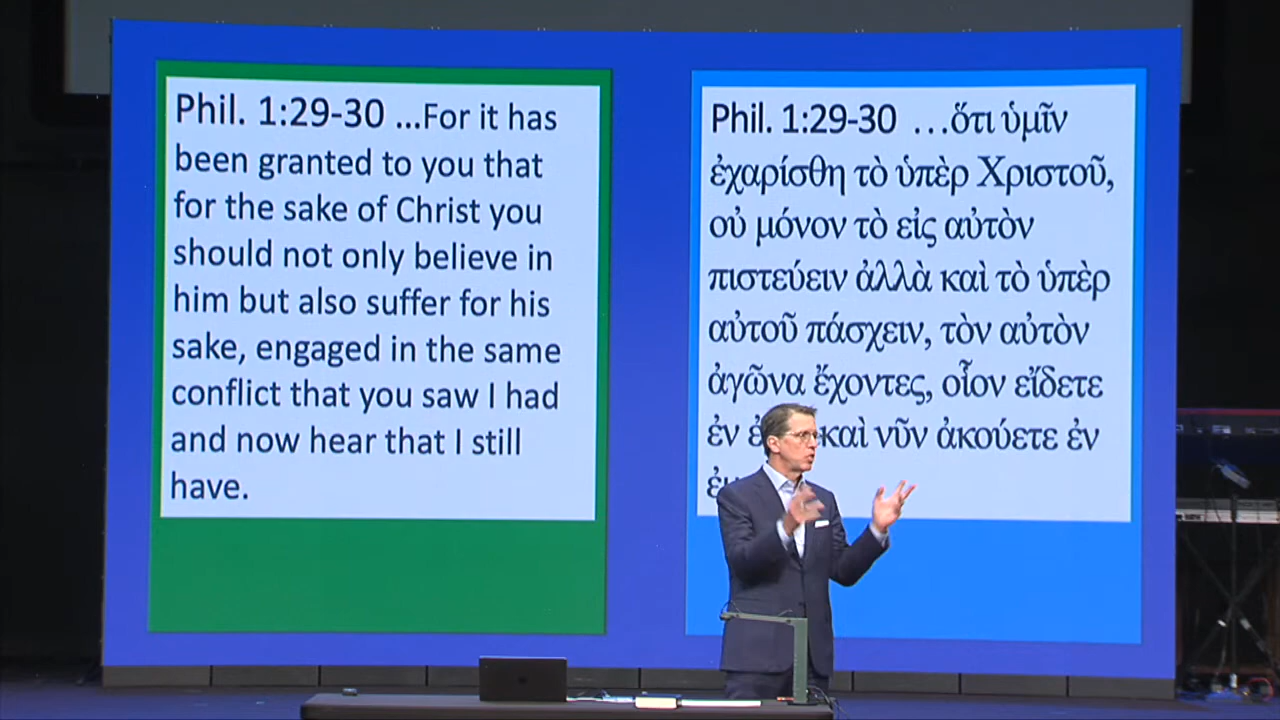 Phil. 1:29-30 ...For it has
been granted to you that
for the sake of Christ you
should not only believe in
him but also suffer for his
sake, engaged in the same
conflict that you saw I had
and now hear that I still
have.
Phil. 1:29-30 …ὅτι ὑμῖν
ἐχαρίσθη τὸ ὑπὲρ Χριστοῦ,
οὐ μόνον τὸ εἰς αὐτὸν
πιστεύειν ἀλλὰ καὶ τὸ ὑπὲρ
αὐτοῦ πάσχειν, τὸν αὐτὸν
ἀγῶνα ἔχοντες, οἷον εἴδετε
ἐν καὶ νῦν ἀκούετε ἐν